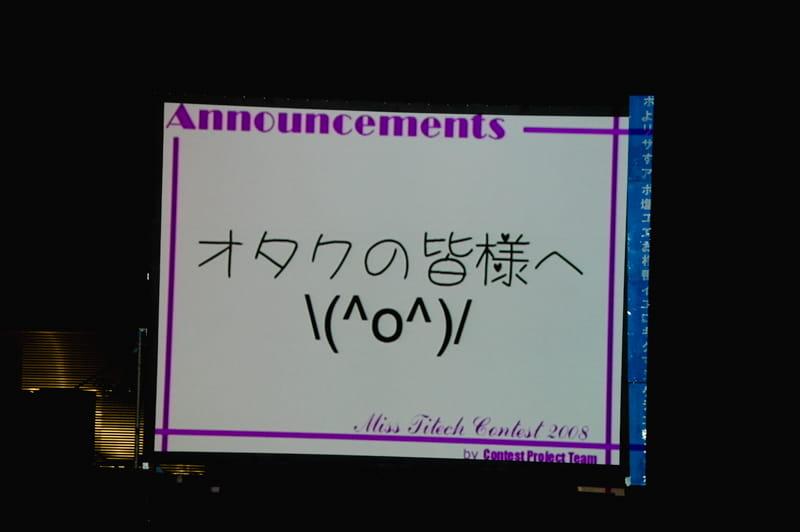 Announcements
オタクの皆様へ
\(^o^)/
Miss Titech Contest 2008
by Contest Project Team